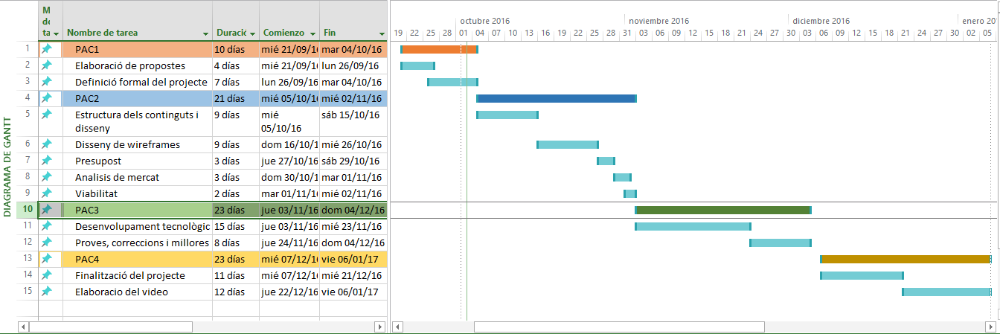 DIAGRAMA DE GANTT
M
de
ta Nombre de tarea Duració Comienzo Fin
octubre 2016 noviembre 2016 diciembre 2016 enero 20
19 22 25 28 01 04 07 10 13 16 19 22 25 28 31 03 06 09 12 15 18 21 24 27 30 03 06 09 12 15 18 21 24 27 30 02 05
1 PAC1 10 días mié 21/09/16 mar 04/10/16
2 Elaboració de propostes 4 días mié 21/09/16 lun 26/09/16
3 Definició formal del projecte 7 días lun 26/09/16 mar 04/10/16
4 PAC2 21 días mié 05/10/16 mié 02/11/16
5 Estructura dels continguts i 9 días mié sáb 15/10/16
disseny 05/10/16
6 Disseny de wireframes 9 días dom 16/10/1 mié 26/10/16
7 Presupost 3 días jue 27/10/16 sáb 29/10/16
8 Analisis de mercat 3 días dom 30/10/1 mar 01/11/16
9 Viabilitat 2 días mar 01/11/16 mié 02/11/16
10 PAC3 23 días jue 03/11/16 dom 04/12/16
11 Desenvolupament tecnològic 15 días jue 03/11/16 mié 23/11/16
12 Proves, correccions i millores 8 días jue 24/11/16 dom 04/12/16
13 PAC4 23 días mié 07/12/16 vie 06/01/17
14 Finalització del projecte 11 días mié 07/12/16 mié 21/12/16
15 Elaboracio del video 12 días jue 22/12/16 vie 06/01/17